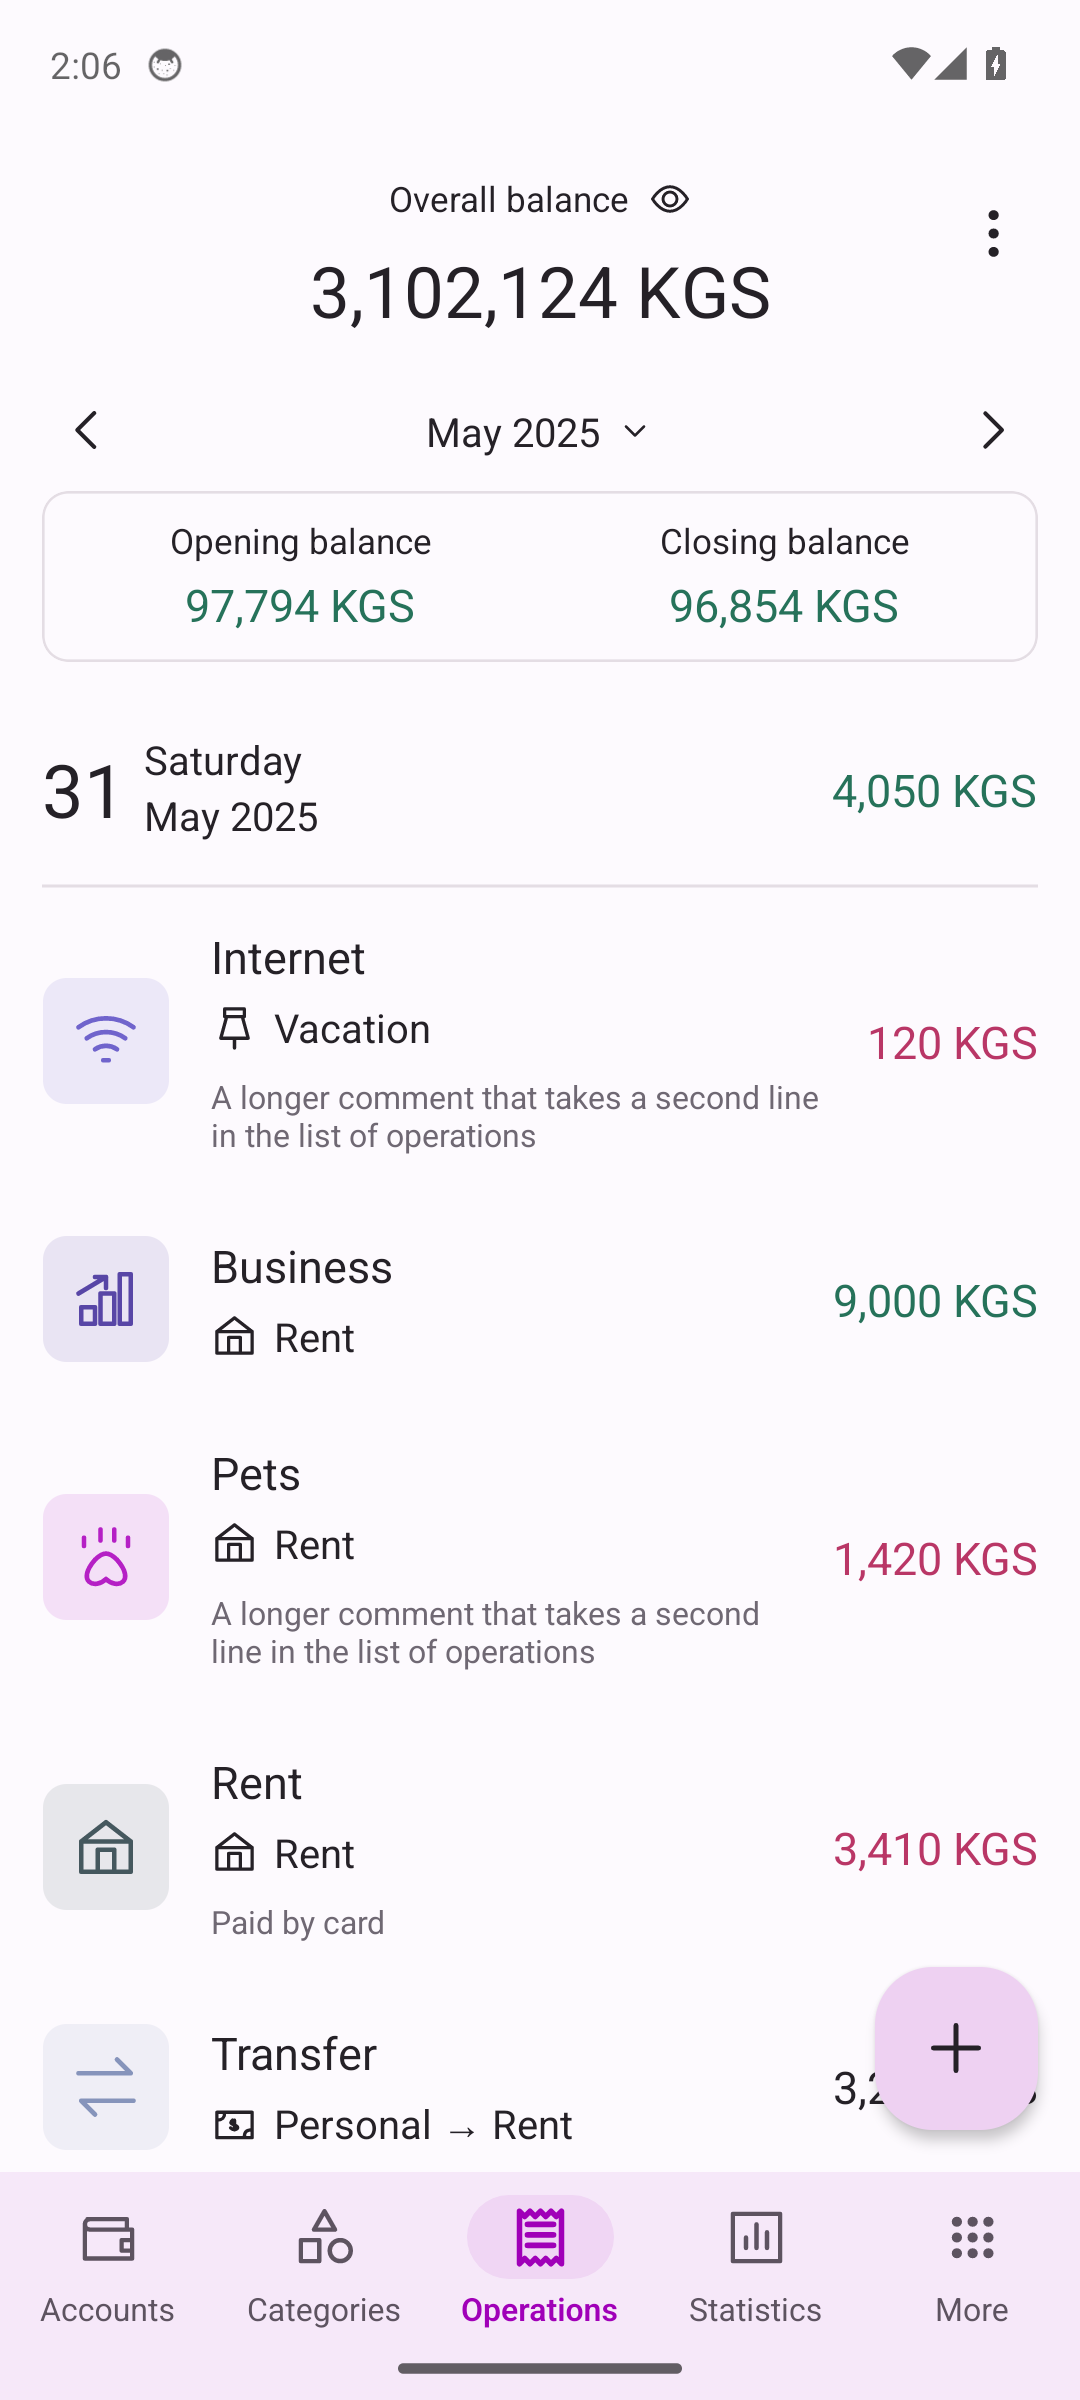 2:06
Overall balance
3,102,124 KGS
May 2025
Opening balance
Closing balance
97,794 KGS
96,854 KGS
31
Saturday
May 2025
4,050 KGS
Internet
Vacation
120 KGS
A longer comment that takes a second line
in the list of operations
Business
9,000 KGS
Rent
Pets
Rent
1,420 KGS
A longer comment that takes a second
line in the list of operations
Rent
Rent
3,410 KGS
Paid by card
Transfer
Personal → Rent
Accounts
Categories
Operations
Statistics
More